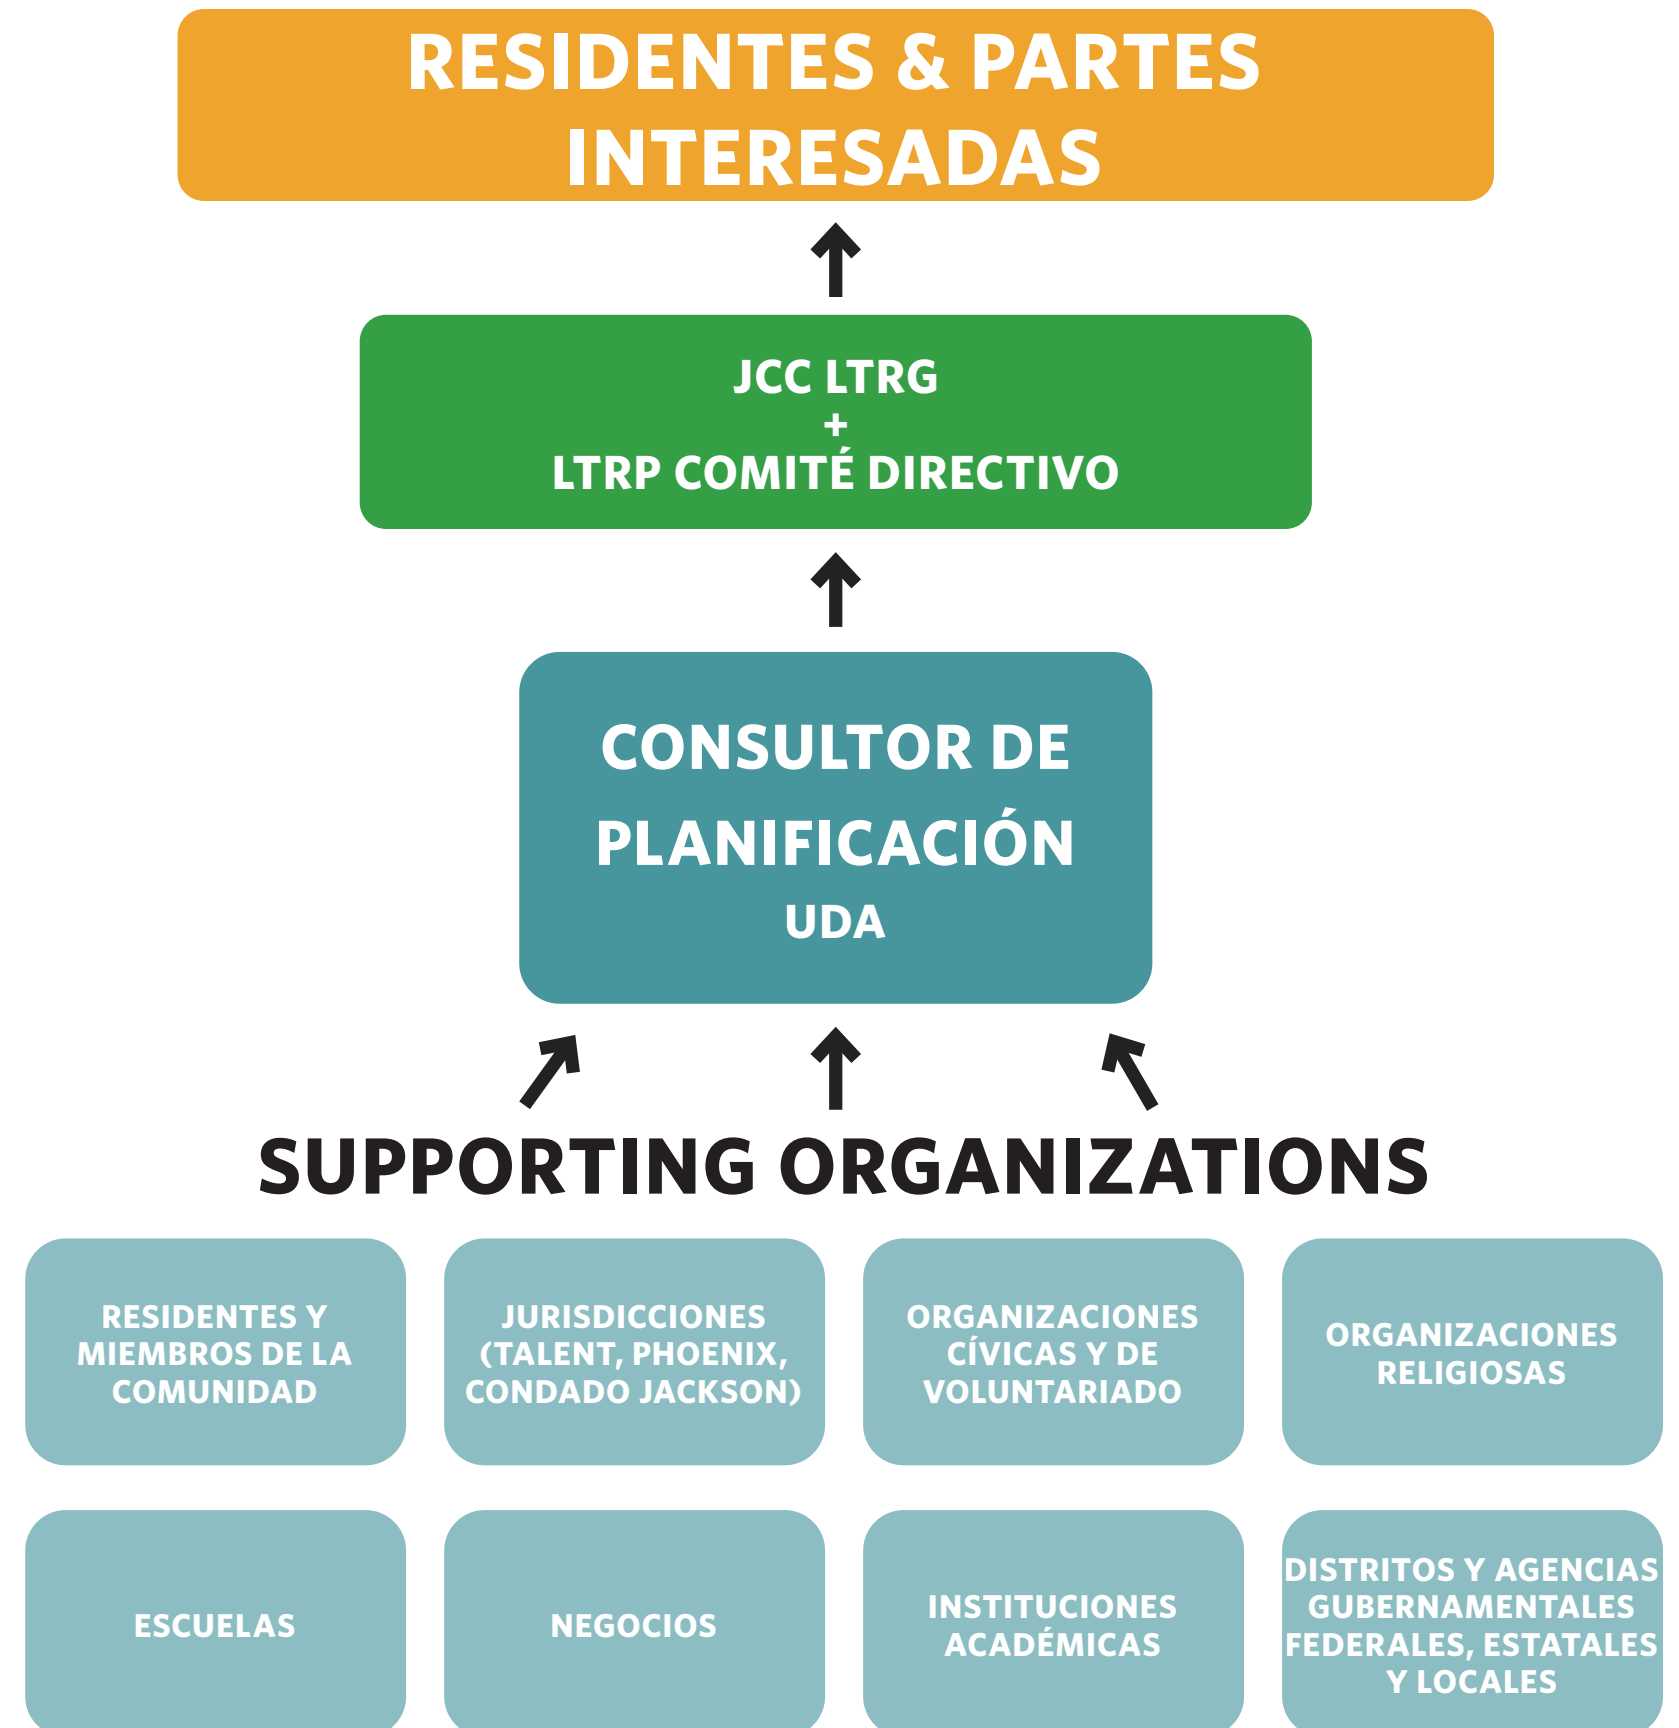 RESIDENTES & PARTES
INTERESADAS
JCC LTRG
+
LTRP COMITÉ DIRECTIVO
CONSULTOR DE
PLANIFICACIÓN
UDA
SUPPORTING ORGANIZATIONS
RESIDENTES Y
MIEMBROS DE LA
COMUNIDAD
JURISDICCIONES
(TALENT, PHOENIX,
CONDADO JACKSON)
ORGANIZACIONES
CÍVICAS Y DE
VOLUNTARIADO
ORGANIZACIONES
RELIGIOSAS
ESCUELAS
NEGOCIOS
INSTITUCIONES
ACADÉMICAS
DISTRITOS Y AGENCIAS
GUBERNAMENTALES
FEDERALES, ESTATALES
Y LOCALES